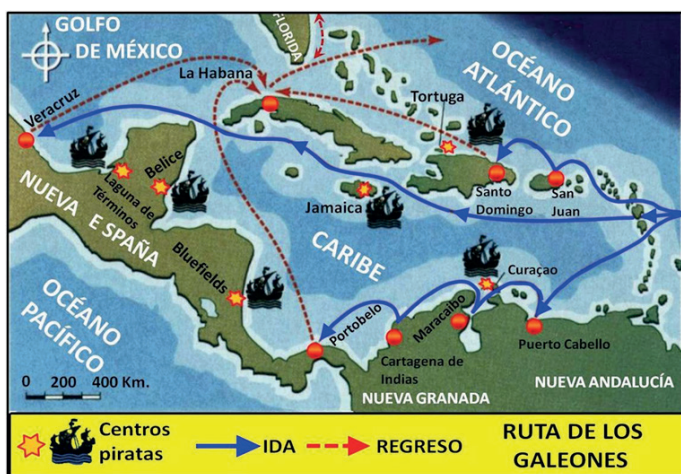 GOLFO
DE MÉXICO
FLORIDA
OCÉANO
ATLÁNTICO
La Habana
Tortuga
Veracruz
Belice
Laguna de
Términos
Jamaica
Santo
Domingo
San
Juan
NUEVA E SPAÑA
CARIBE
Bluefields
Curaçao
OCÉANO
PACÍFICO
Portobelo
Maracaibo
Cartagena de
Indias
Puerto Cabello
0 200 400 Km.
NUEVA GRANADA
NUEVA ANDALUCÍA
Centros
piratas
IDA
REGRESO
RUTA DE LOS
GALEONES